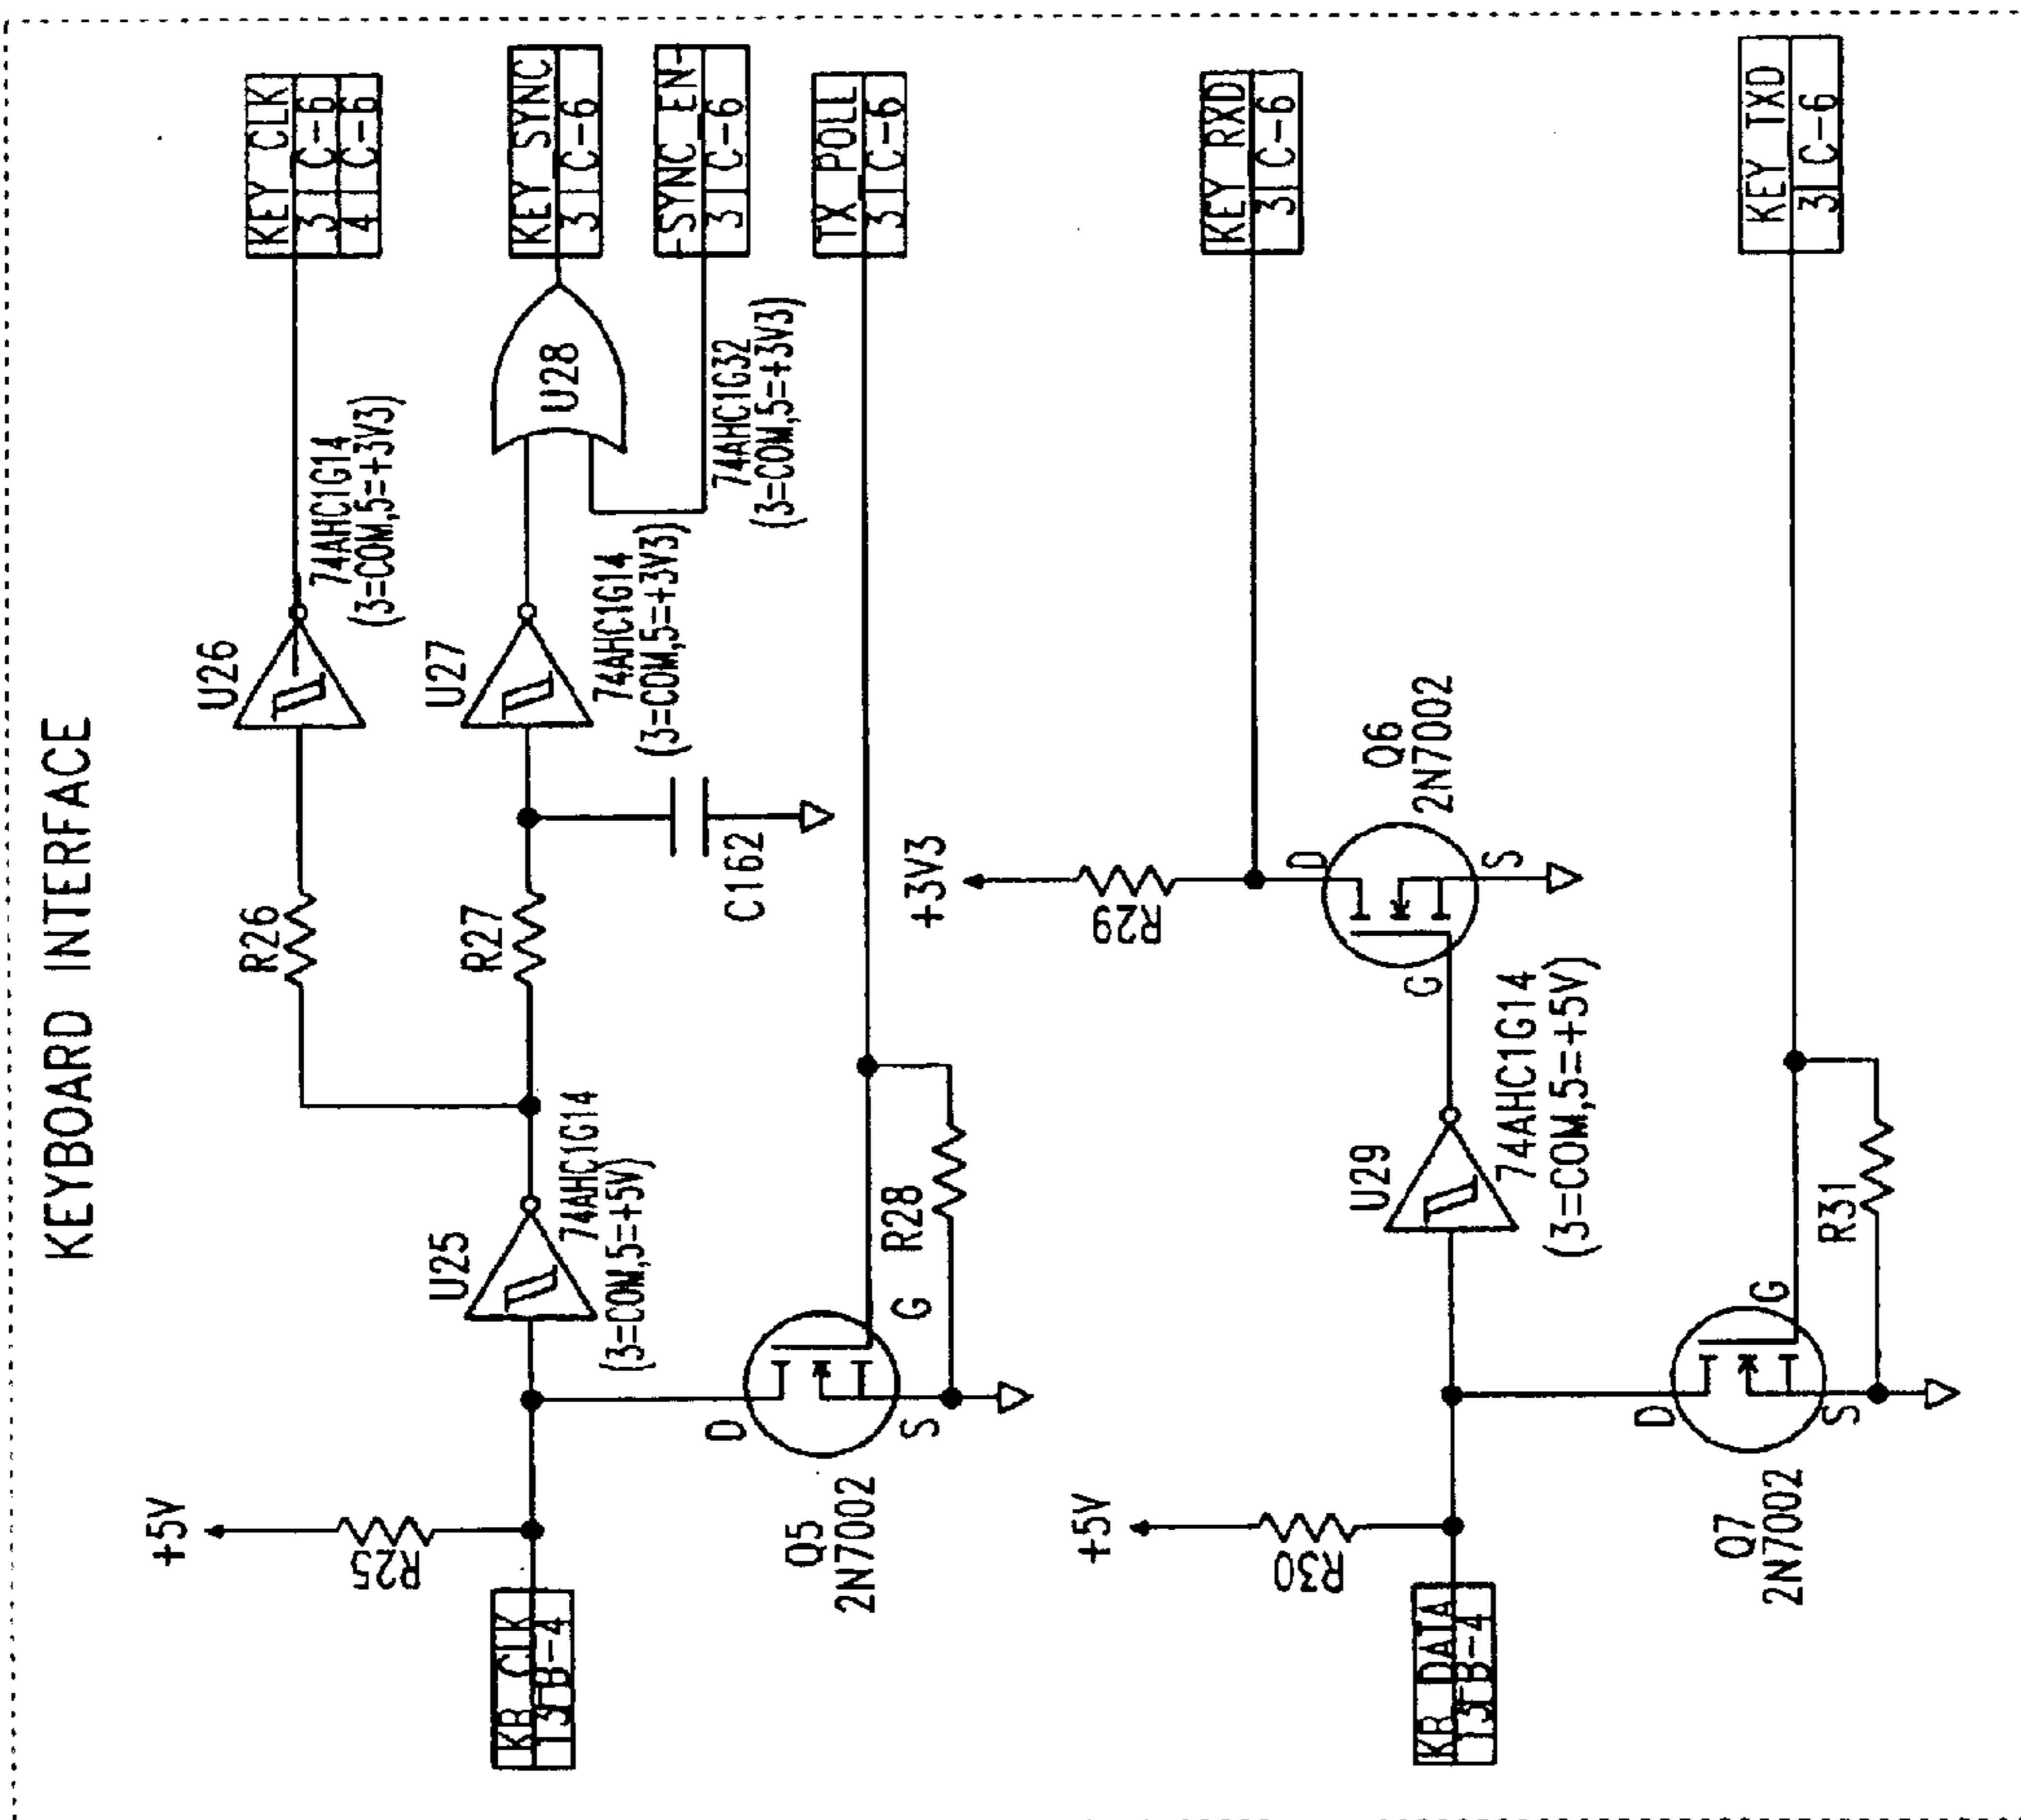 KEYBOARD INTERFACE
KB CLK
13 B-4
+5V
R25
U25
74AHC1G14
(3=COM,5=+5V)
R26
U26
74AHC1G14
(3=COM,5=+3V3)
KEY CLK
3 C-6
4 C-6
R27
C162
U27
74AHC1G14
(3=COM,5=+3V3)
U28
74AHC1G32
(3=COM,5=+3V3)
KEY SYNC
3 C-6
-SYNC_EN-
3 C-6
Q5
2N7002
D
S
G
R28
TX POLL
3 C-6
KB DATA
13 B-4
+5V
R30
U29
74AHC1G14
(3=COM,5=+5V)
+3V3
R29
D
G
S
Q6
2N7002
KEY RXD
3 C-6
Q7
2N7002
D
S
G
R31
KEY TXD
3 C-6